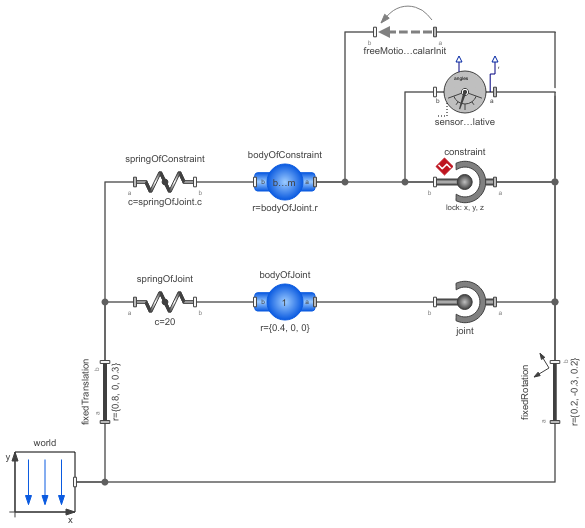 b
a
freeMotio...calarInit
angles
b
a
sensor...lative
springOfConstraint
bodyOfConstraint
constraint
a
b
b
b...m
a
b
a
c=springOfJoint.c
r=bodyOfJoint.r
lock: x, y, z
springOfJoint
bodyOfJoint
a
b
b
1
a
b
a
c=20
r={0.4, 0, 0}
joint
fixedTranslation
b
a
r={0.8, 0, 0.3}
fixedRotation
b
a
r={0.2, -0.3, 0.2}
world
y
x